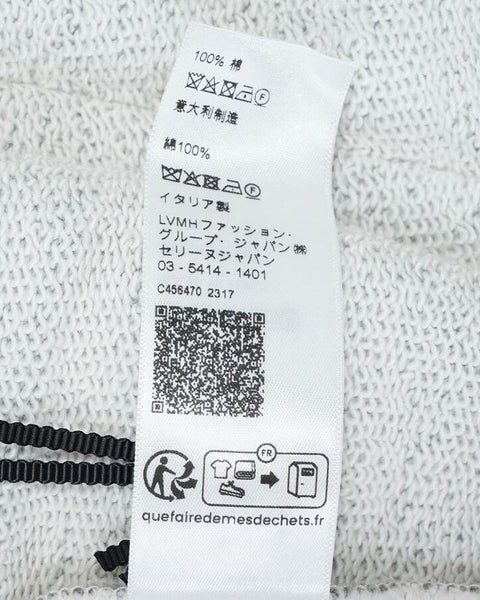 100% 棉
F
意大利制造
綿100%
F
イタリア製
LVMHファッション・
グループ・ジャパン㈱
セリーヌジャパン
03 - 5414 - 1401
C456470 2317
FR
quefairedemesdechets.fr